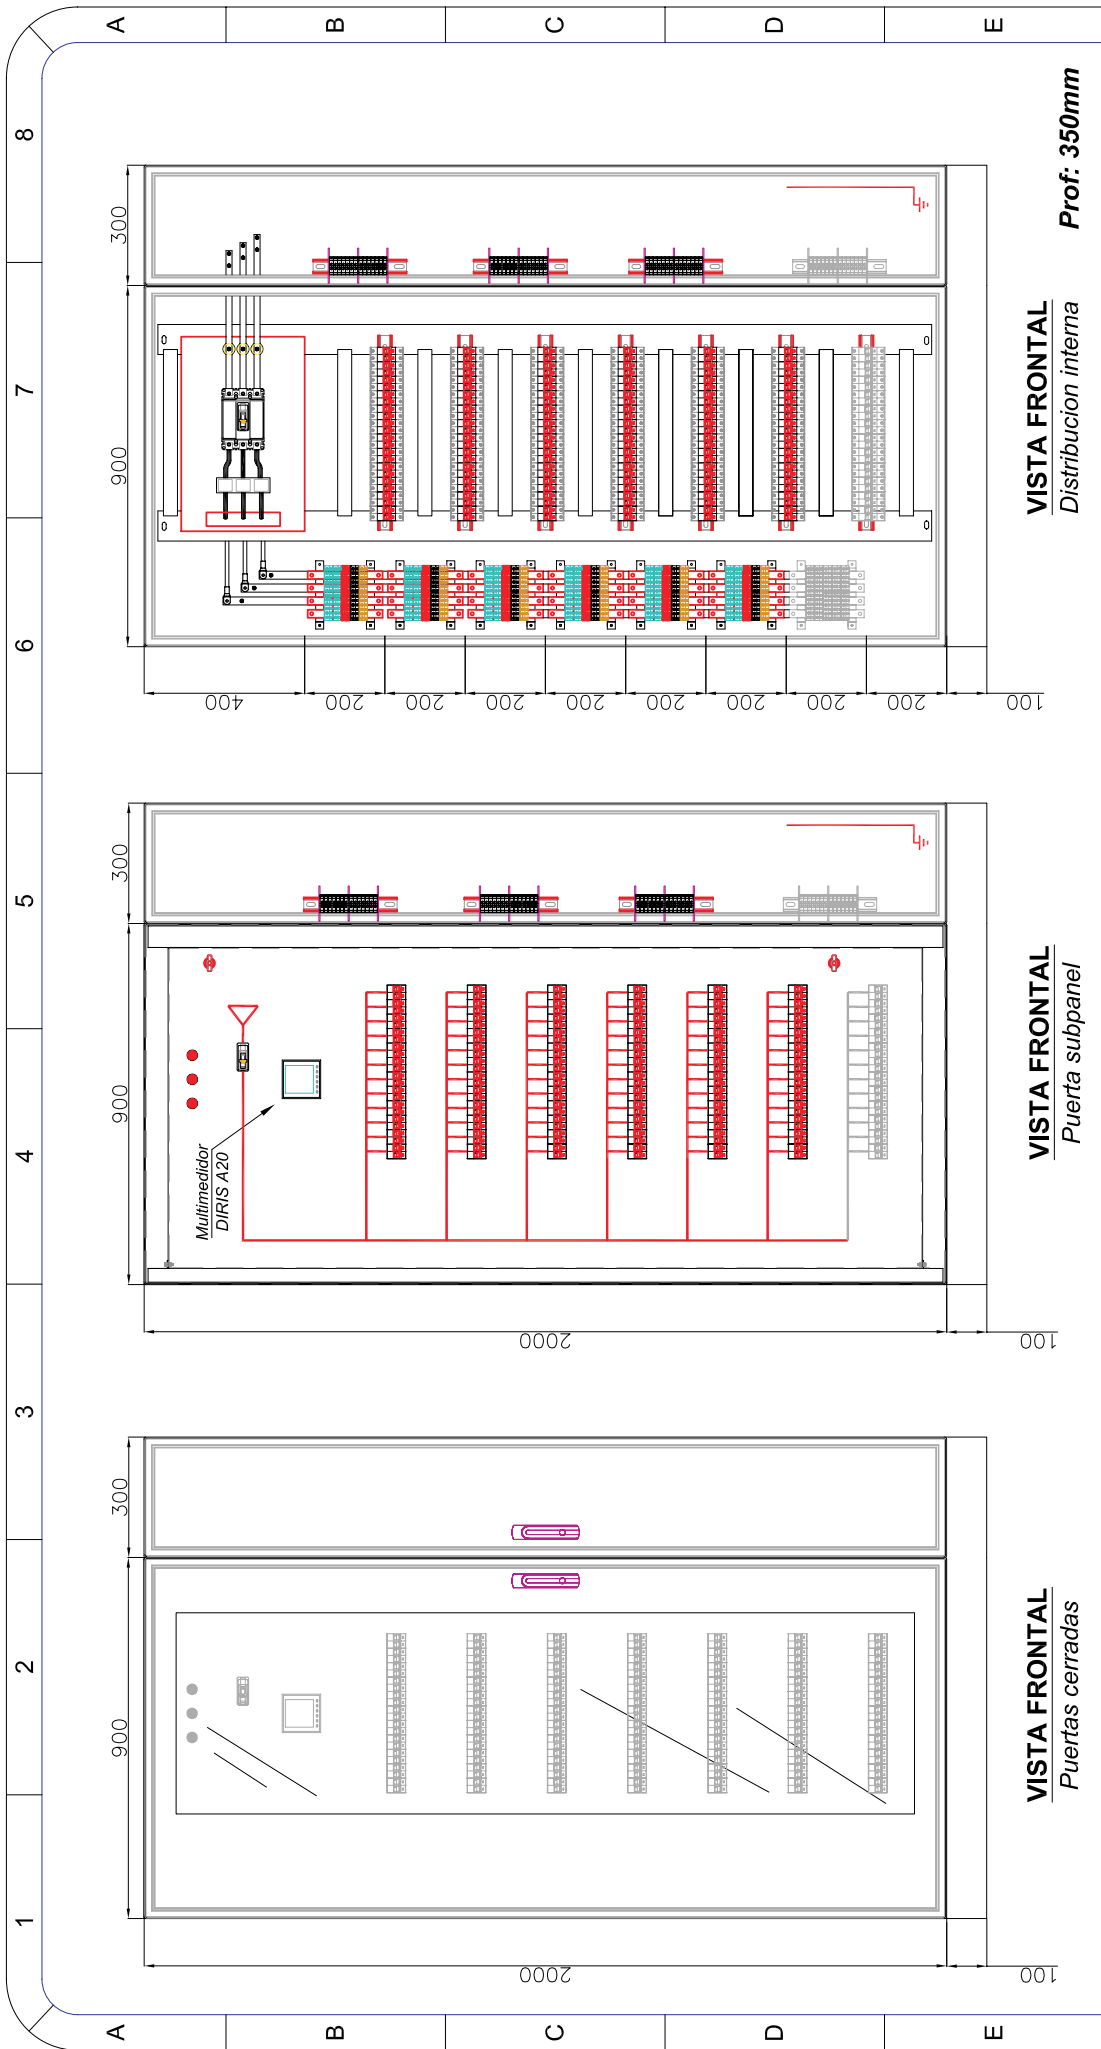 1
2
3
4
5
6
7
8
A
B
C
D
E
A
B
C
D
E
900
300
2000
100
VISTA FRONTAL
Puertas cerradas
900
300
Multimedidor
DIRIS A20
2000
100
VISTA FRONTAL
Puerta subpanel
900
300
400
200
200
200
200
200
200
200
200
100
VISTA FRONTAL
Distribucion interna
Prof: 350mm